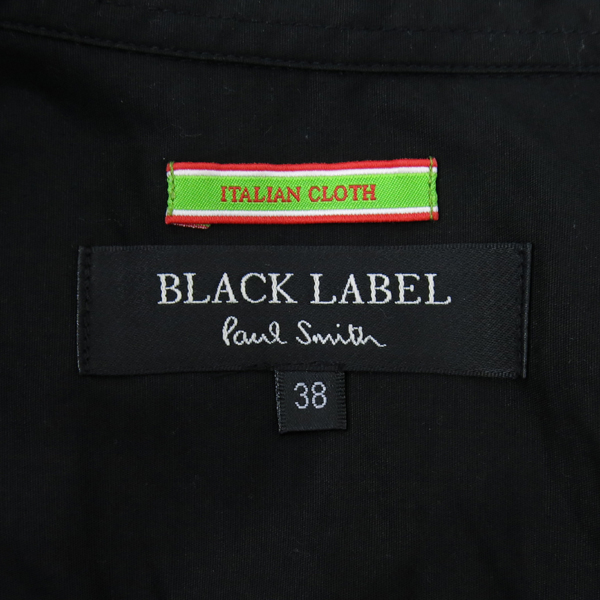 ITALIAN CLOTH
BLACK LABEL
Paul Smith
38